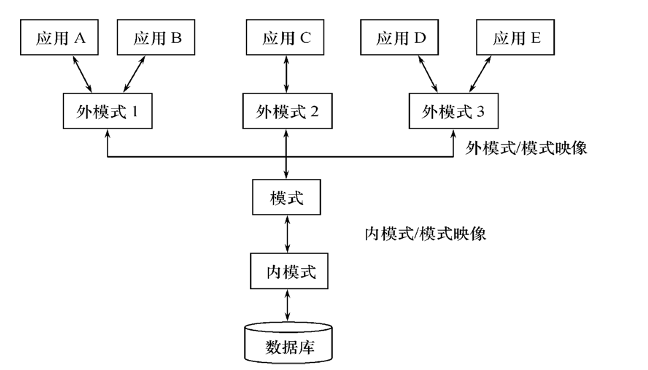 应用 A
应用 B
应用 C
应用 D
应用 E
外模式 1
外模式 2
外模式 3
外模式/模式映像
模式
内模式/模式映像
内模式
数据库